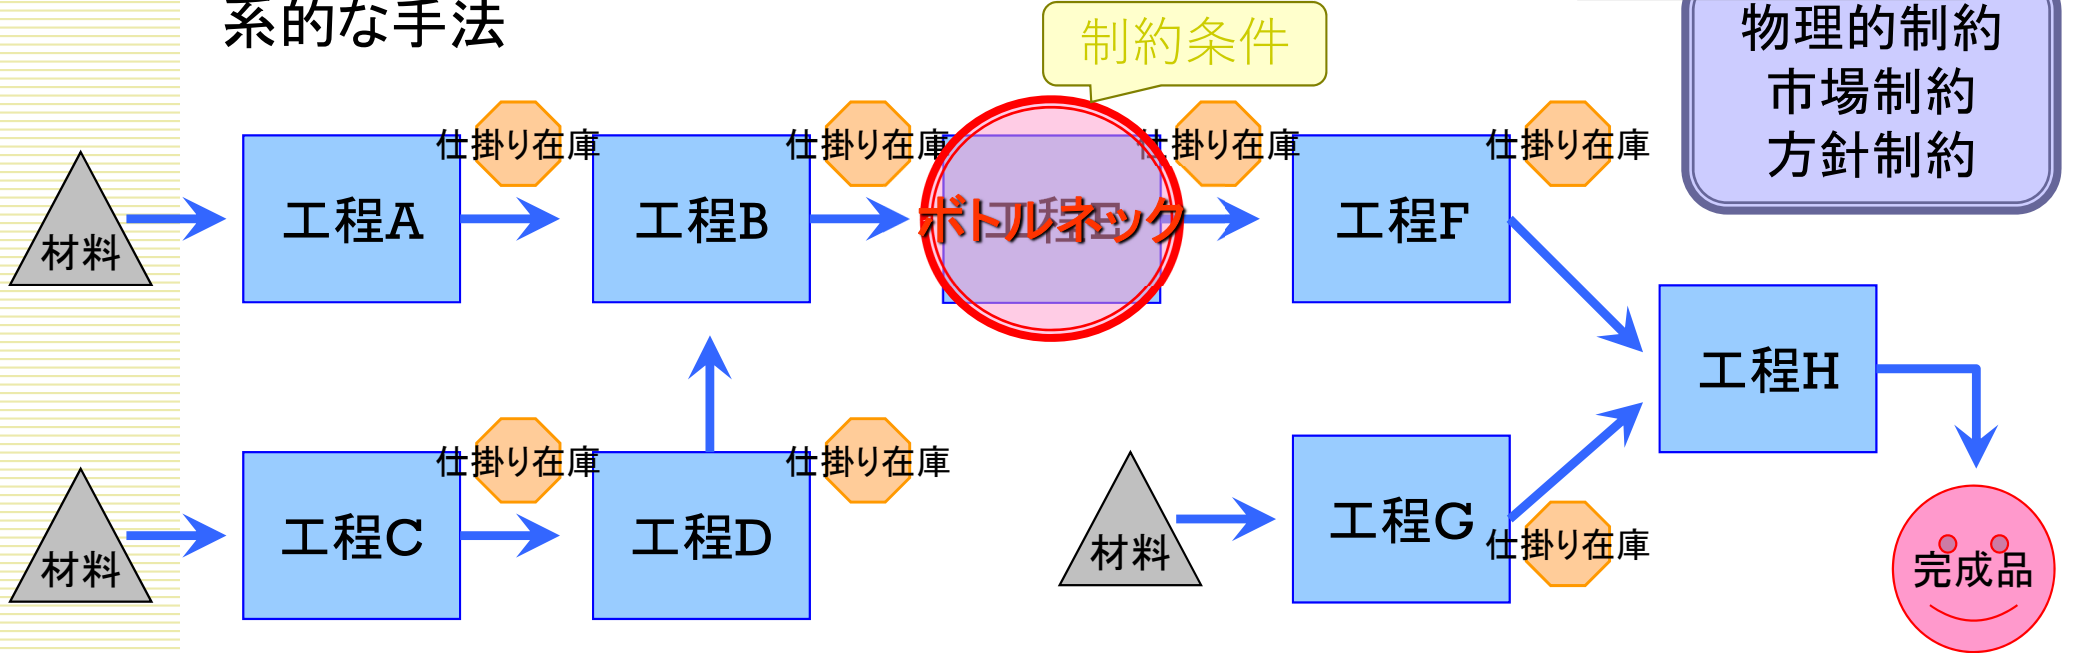 系的な手法
制約条件
物理的制約
市場制約
方針制約
仕掛り在庫
仕掛り在庫
仕掛り在庫
仕掛り在庫
材料
工程A
工程B
工程E
ボトルネック
工程F
工程H
仕掛り在庫
仕掛り在庫
材料
工程C
工程D
材料
工程G
仕掛り在庫
完成品